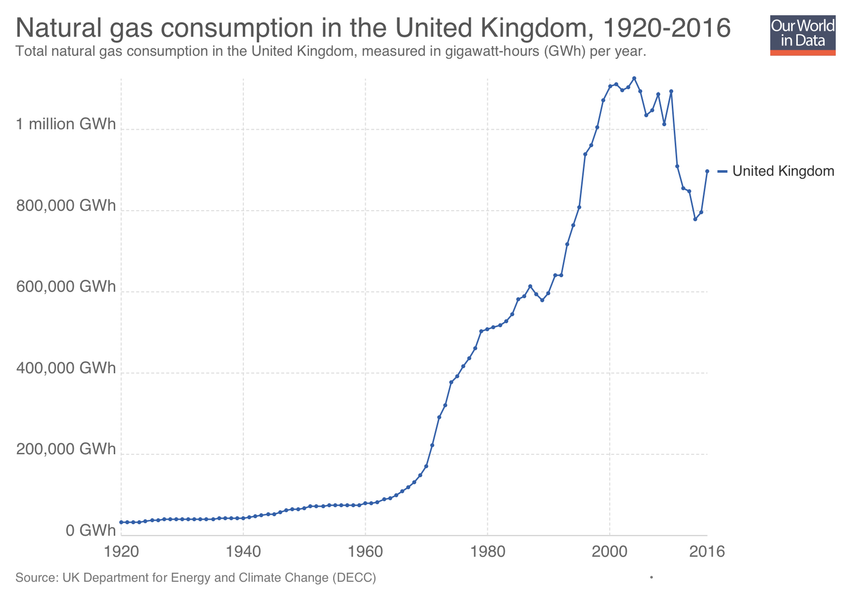 Natural gas consumption in the United Kingdom, 1920-2016
Total natural gas consumption in the United Kingdom, measured in gigawatt-hours (GWh) per year.
Our World
in Data
1 million GWh
800,000 GWh
600,000 GWh
400,000 GWh
200,000 GWh
0 GWh
United Kingdom
1920 1940 1960 1980 2000 2016
Source: UK Department for Energy and Climate Change (DECC)